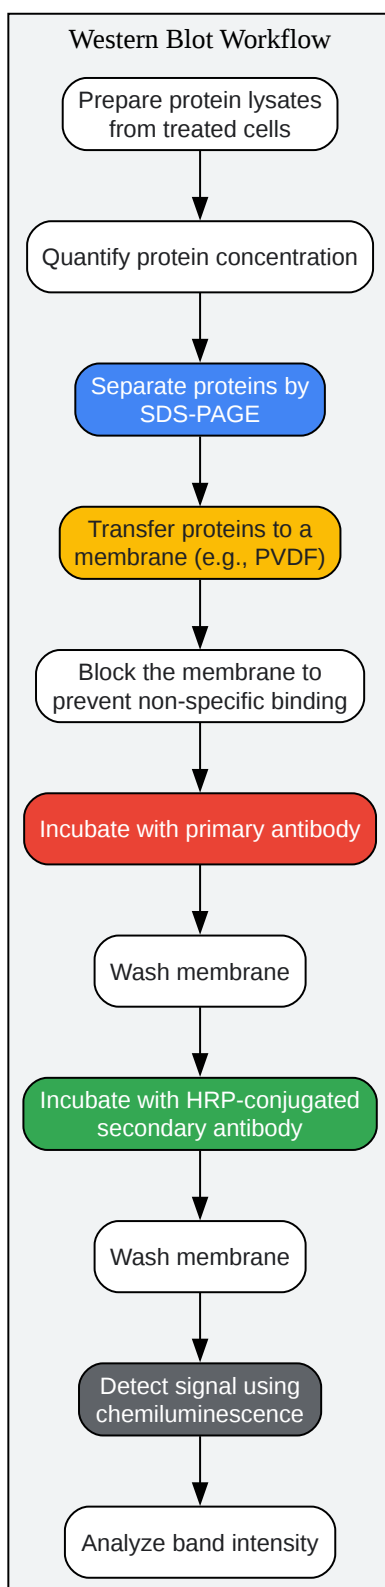 Western Blot Workflow
Prepare protein lysates
from treated cells
Quantify protein concentration
Separate proteins by
SDS-PAGE
Transfer proteins to a
membrane (e.g., PVDF)
Block the membrane to
prevent non-specific binding
Incubate with primary antibody
Wash membrane
Incubate with HRP-conjugated
secondary antibody
Wash membrane
Detect signal using
chemiluminescence
Analyze band intensity